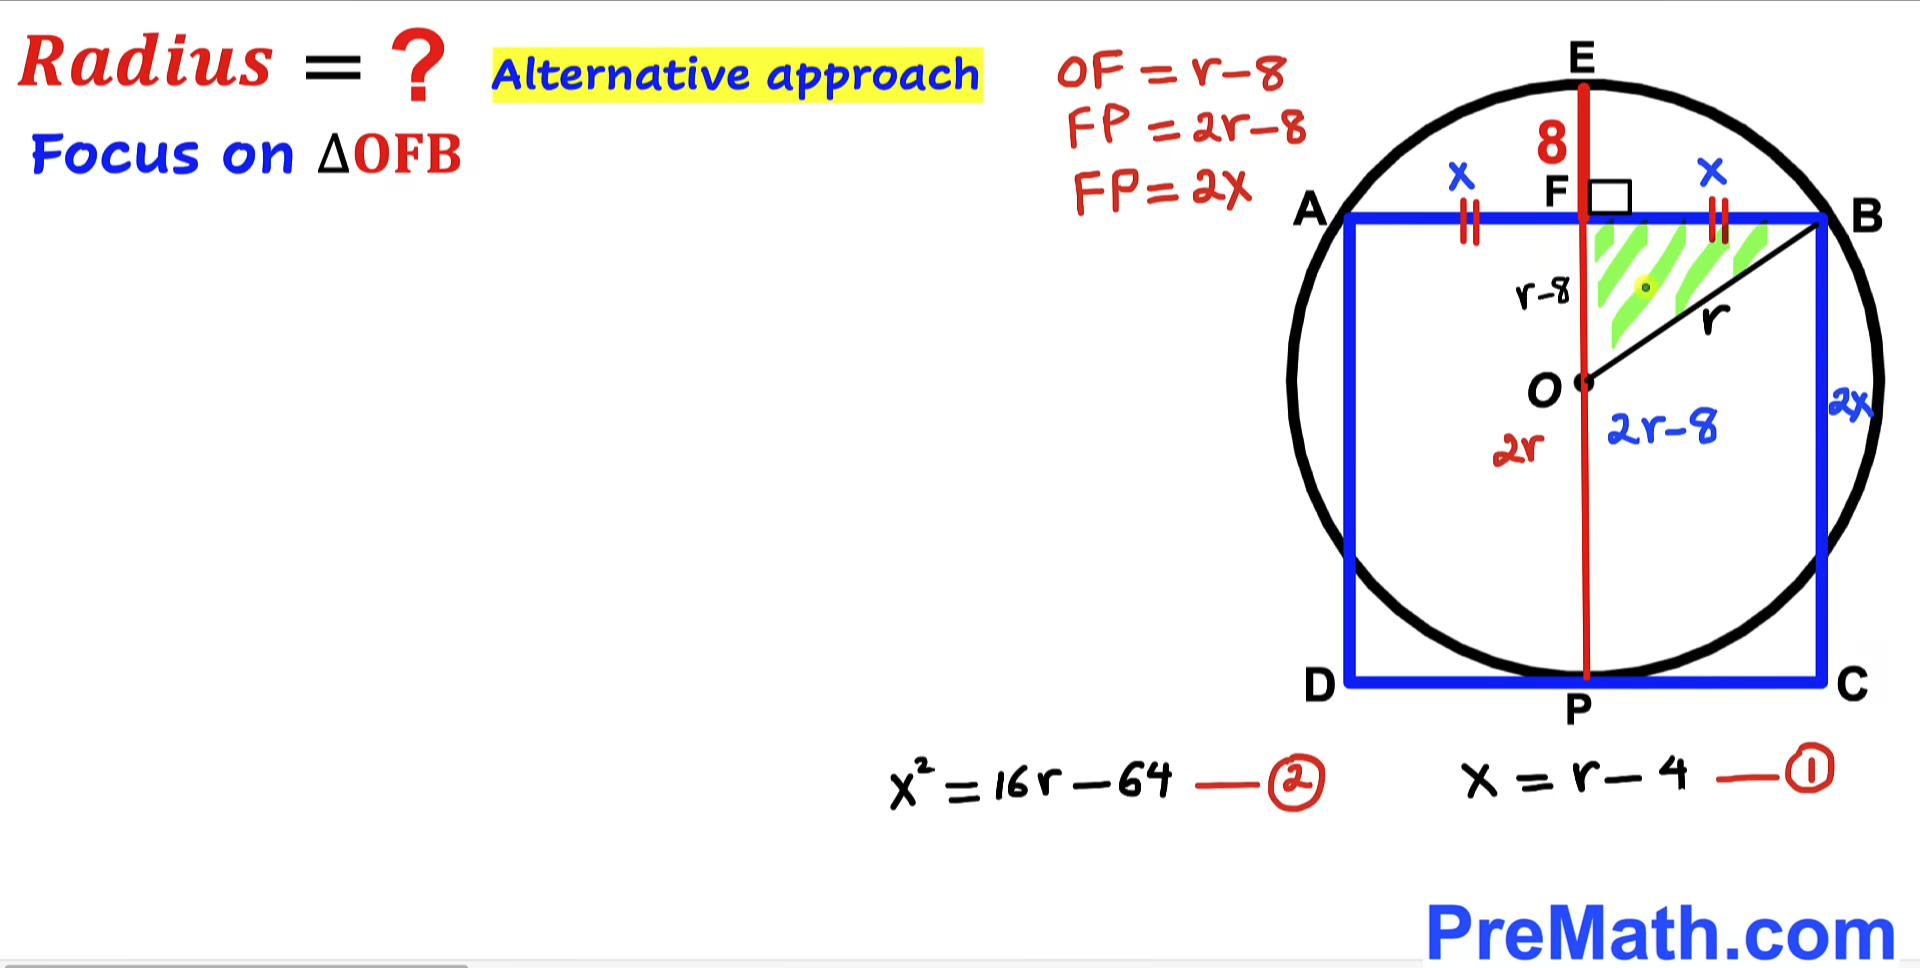 Radius = ?
Alternative approach
Focus on ΔOFB
OF = r-8
FP = 2r-8
FP = 2x
E
8
x
F
x
A
B
r-8
r
O
2x
2r-8
2r
D
C
P
x² = 16r - 64 — ②
x = r - 4 — ①
PreMath.com